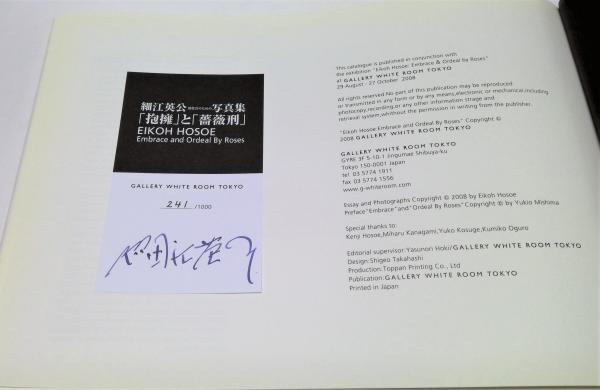 細江英公 写真集
「抱擁」と「薔薇刑」
EIKOH HOSOE
Embrace and Ordeal By Roses
GALLERY WHITE ROOM TOKYO
241 /1000
This catalogue is published in conjunction with
the exhibition "Eikoh Hosoe: Embrace & Ordeal by Roses"
at GALLERY WHITE ROOM TOKYO
29 August - 27 October 2008
All rights reserved.No part of this publication may be reproduced
or transmitted in any form or by any means,electronic or mechanical,including
photocopy,recording,or any other information strage and
retrieval system,whithout the permission in writing from the publisher.
"Eikoh Hosoe:Embrace and Ordeal By Roses" Copyright ©
2008 GALLERY WHITE ROOM TOKYO
GALLERY WHITE ROOM TOKYO
GYRE 3F 5-10-1 Jingumae Shibuya-ku
Tokyo 150-0001 Japan
tel 03 5774 1911
fax 03 5774 1556
www.g-whiteroom.com
Essay and Photographs Copyright © 2008 by Eikoh Hosoe
Preface"Embrace"and"Ordeal By Roses"Copyright © by Yukio Mishima
Special thanks to:
Kenji Hosoe,Miharu Kanagami,Yuko Kosuge,Kumiko Oguro
Editorial supervisor:Yasunori Hoki/GALLERY WHITE ROOM TOKYO
Design:Shigeo Takahashi
Production:Toppan Printing Co., Ltd
Publication:GALLERY WHITE ROOM TOKYO
Printed in Japan